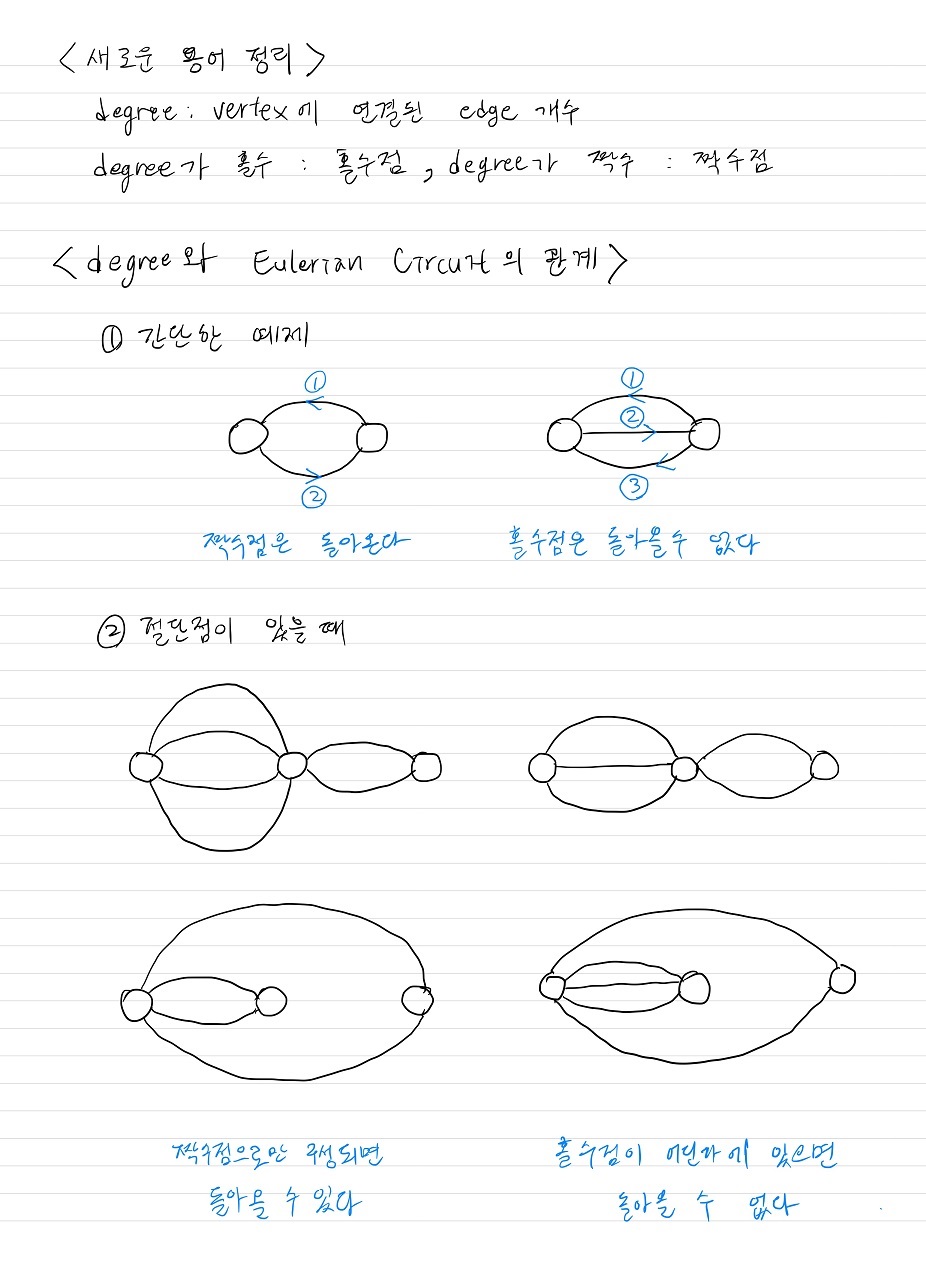 <새로운 용어 정리>
degree : vertex에 연결된 edge 개수
degree가 홀수 : 홀수점, degree가 짝수 : 짝수점
<degree와 Eulerian Circuit의 관계>
① 간단한 예제
① ①
②
② ③
짝수점은 돌아온다 홀수점은 돌아올수 없다
② 절단점이 있을 때
짝수점으로만 구성되면 홀수점이 어딘가에 있으면
돌아올 수 있다 돌아올 수 없다